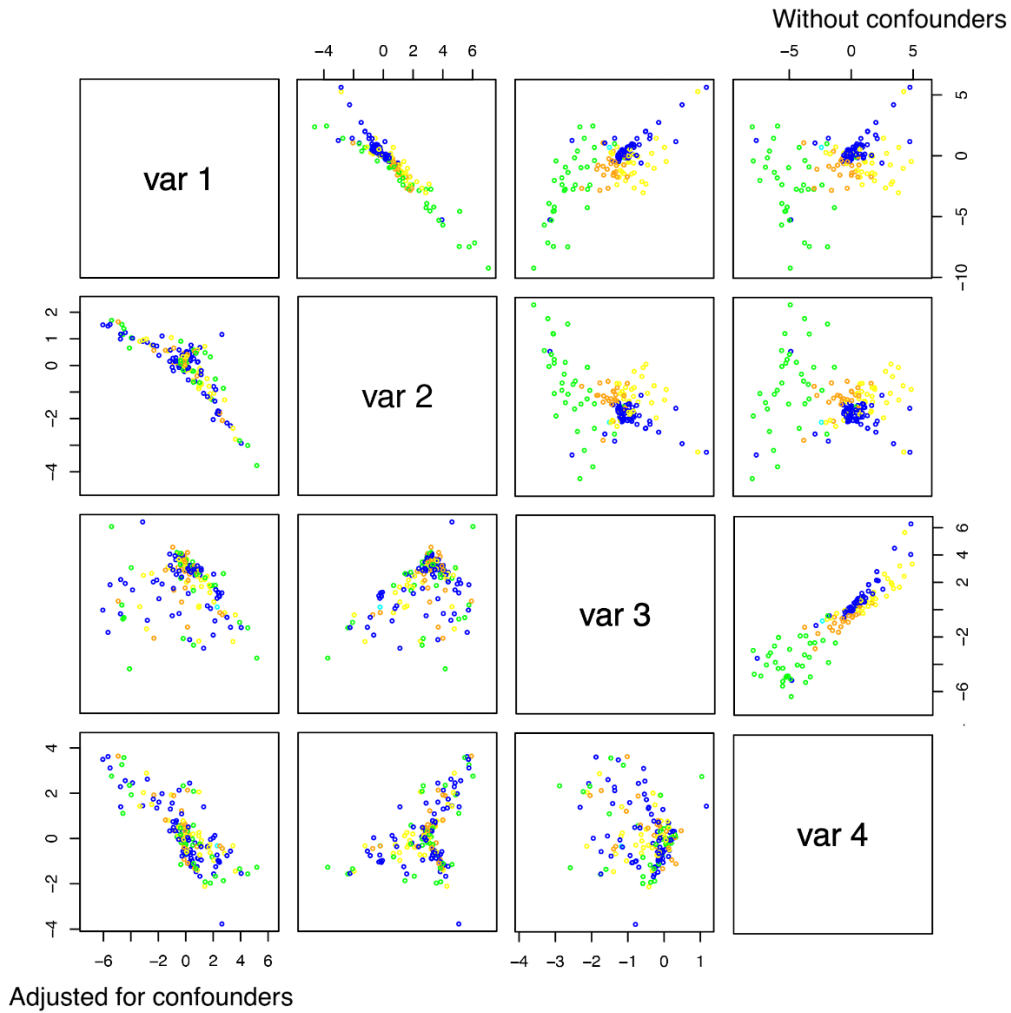 Without confounders
−4 0 2 4 6 −5 0 5
var 1
5
0
−5
−10
2
1
0
−2
−4
var 2
var 3
6
4
2
−2
−6
4
2
0
−2
−4
var 4
−6 −2 0 2 4 6 −4 −3 −2 −1 0 1
Adjusted for confounders